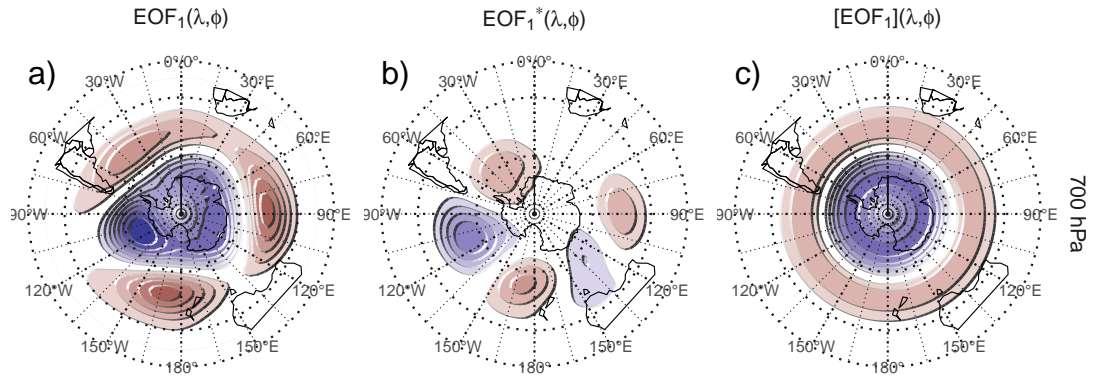 EOF₁(λ,ϕ) EOF₁*(λ,ϕ) [EOF₁](λ,ϕ)
a) 0°/0° 30°W 30°E 60°W 60°E 90°W 90°E 120°W 120°E 150°W 150°E 180°
b) 0°/0° 30°W 30°E 60°W 60°E 90°W 90°E 120°W 120°E 150°W 150°E 180°
c) 0°/0° 30°W 30°E 60°W 60°E 90°W 90°E 120°W 120°E 150°W 150°E 180°
700 hPa